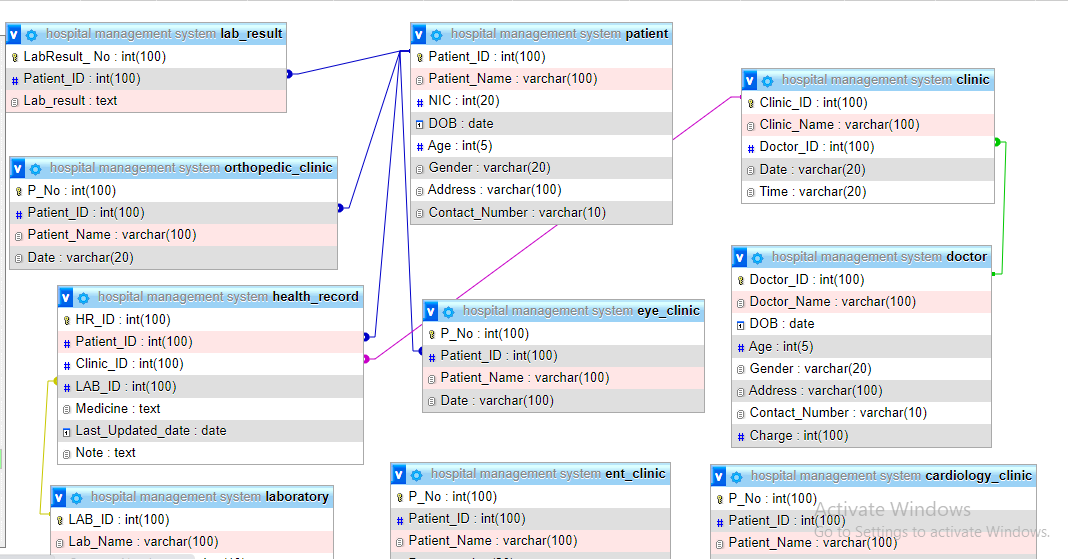 hospital management system lab_result
LabResult_ No : int(100)
Patient_ID : int(100)
Lab_result : text
hospital management system patient
Patient_ID : int(100)
Patient_Name : varchar(100)
NIC : int(20)
DOB : date
Age : int(5)
Gender : varchar(20)
Address : varchar(100)
Contact_Number : varchar(10)
hospital management system clinic
Clinic_ID : int(100)
Clinic_Name : varchar(100)
Doctor_ID : int(100)
Date : varchar(20)
Time : varchar(20)
hospital management system orthopedic_clinic
P_No : int(100)
Patient_ID : int(100)
Patient_Name : varchar(100)
Date : varchar(20)
hospital management system doctor
Doctor_ID : int(100)
Doctor_Name : varchar(100)
DOB : date
Age : int(5)
Gender : varchar(20)
Address : varchar(100)
Contact_Number : varchar(10)
Charge : int(100)
hospital management system health_record
HR_ID : int(100)
Patient_ID : int(100)
Clinic_ID : int(100)
LAB_ID : int(100)
Medicine : text
Last_Updated_date : date
Note : text
hospital management system eye_clinic
P_No : int(100)
Patient_ID : int(100)
Patient_Name : varchar(100)
Date : varchar(100)
hospital management system laboratory
LAB_ID : int(100)
Lab_Name : varchar(100)
hospital management system ent_clinic
P_No : int(100)
Patient_ID : int(100)
Patient_Name : varchar(100)
hospital management system cardiology_clinic
P_No : int(100)
Patient_ID : int(100)
Patient_Name : varchar(100)
Activate Windows
Go to Settings to activate Windows.